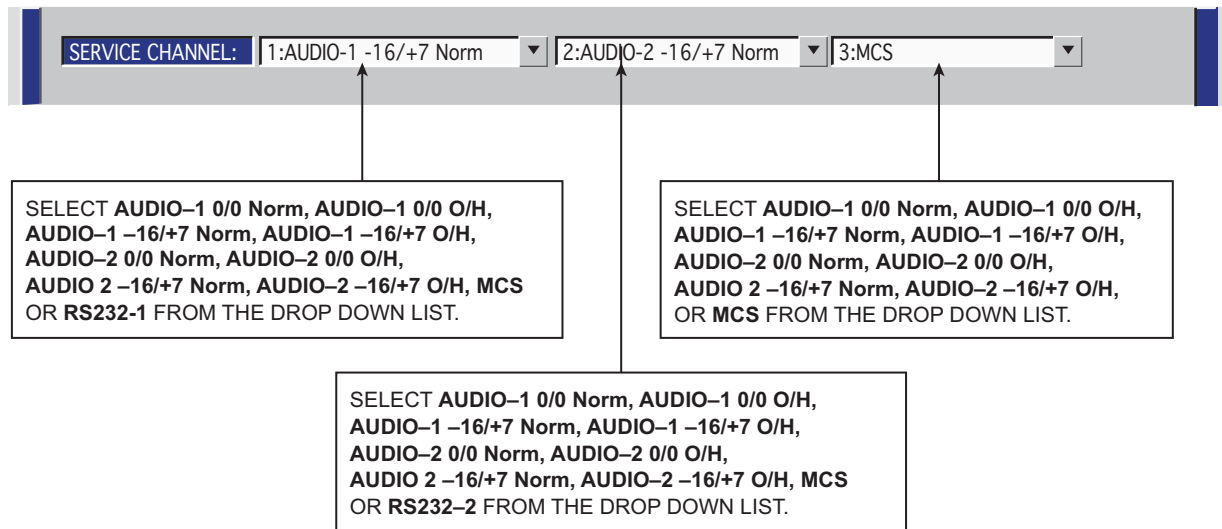 SERVICE CHANNEL: 1:AUDIO-1 -16/+7 Norm 2:AUDIO-2 -16/+7 Norm 3:MCS
SELECT AUDIO–1 0/0 Norm, AUDIO–1 0/0 O/H,
AUDIO–1 –16/+7 Norm, AUDIO–1 –16/+7 O/H,
AUDIO–2 0/0 Norm, AUDIO–2 0/0 O/H,
AUDIO 2 –16/+7 Norm, AUDIO–2 –16/+7 O/H, MCS
OR RS232-1 FROM THE DROP DOWN LIST.
SELECT AUDIO–1 0/0 Norm, AUDIO–1 0/0 O/H,
AUDIO–1 –16/+7 Norm, AUDIO–1 –16/+7 O/H,
AUDIO–2 0/0 Norm, AUDIO–2 0/0 O/H,
AUDIO 2 –16/+7 Norm, AUDIO–2 –16/+7 O/H,
OR MCS FROM THE DROP DOWN LIST.
SELECT AUDIO–1 0/0 Norm, AUDIO–1 0/0 O/H,
AUDIO–1 –16/+7 Norm, AUDIO–1 –16/+7 O/H,
AUDIO–2 0/0 Norm, AUDIO–2 0/0 O/H,
AUDIO 2 –16/+7 Norm, AUDIO–2 –16/+7 O/H, MCS
OR RS232–2 FROM THE DROP DOWN LIST.